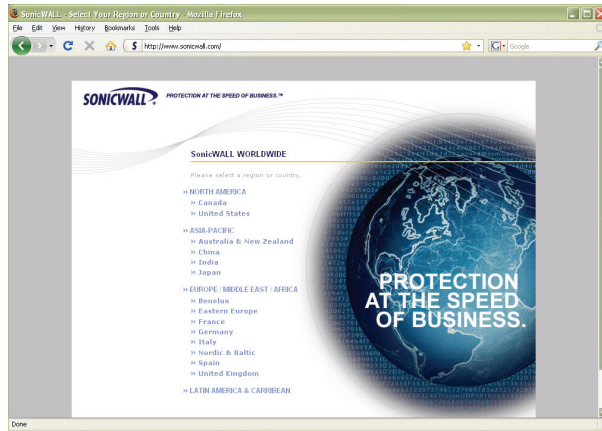 SonicWALL - Select Your Region or Country - Mozilla Firefox
File Edit View History Bookmarks Tools Help
http://www.sonicwall.com/
Google
SONICWALL
PROTECTION AT THE SPEED OF BUSINESS.™
SonicWALL WORLDWIDE
Please select a region or country.
» NORTH AMERICA
» Canada
» United States
» ASIA-PACIFIC
» Australia & New Zealand
» China
» India
» Japan
» EUROPE / MIDDLE EAST / AFRICA
» Benelux
» Eastern Europe
» France
» Germany
» Italy
» Nordic & Baltic
» Spain
» United Kingdom
» LATIN AMERICA & CARRIBEAN
PROTECTION
AT THE SPEED
OF BUSINESS.
Done